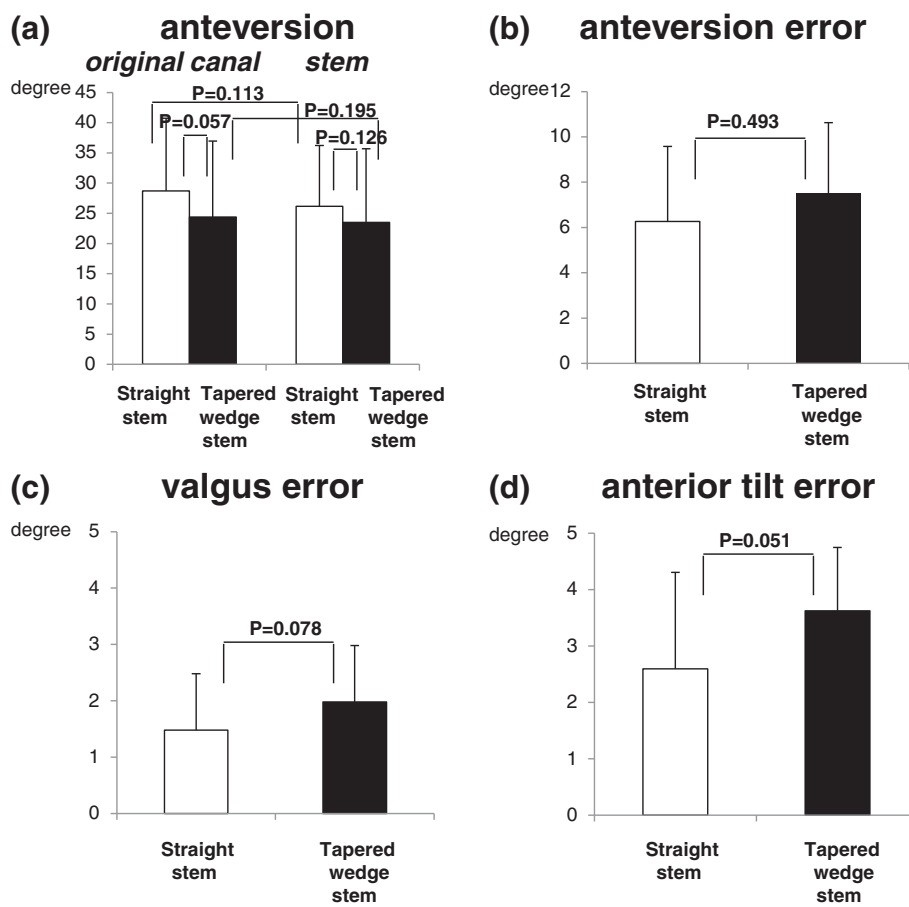 (a) anteversion
original canal stem
degree
45
40
35
30
25
20
15
10
5
0
P=0.113
P=0.057
P=0.195
P=0.126
Straight Tapered Straight Tapered
stem wedge stem wedge
stem stem
(b) anteversion error
degree
12
10
8
6
4
2
0
P=0.493
Straight Tapered
stem wedge
stem
(c) valgus error
degree
5
4
3
2
1
0
P=0.078
Straight Tapered
stem wedge
stem
(d) anterior tilt error
degree
5
4
3
2
1
0
P=0.051
Straight Tapered
stem wedge
stem